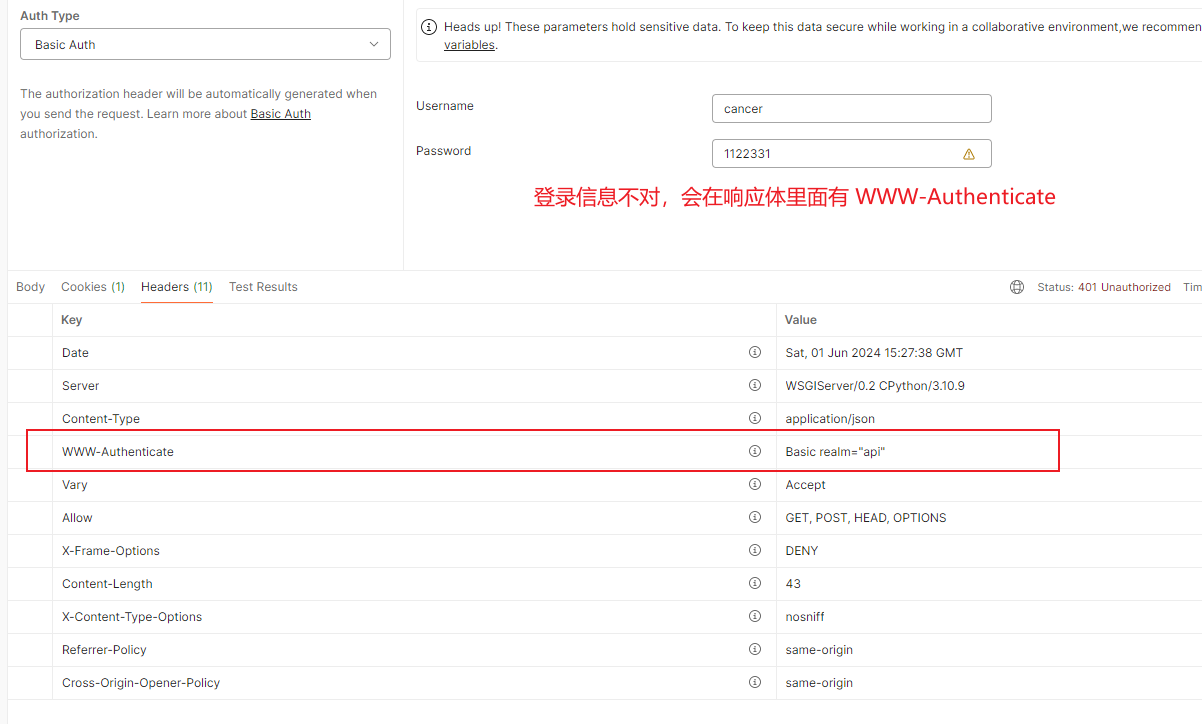 Auth Type
Basic Auth
The authorization header will be automatically generated when
you send the request. Learn more about Basic Auth
authorization.
Heads up! These parameters hold sensitive data. To keep this data secure while working in a collaborative environment,we recommen
variables.
Username
cancer
Password
1122331
登录信息不对，会在响应体里面有 WWW-Authenticate
Body Cookies (1) Headers (11) Test Results Status: 401 Unauthorized Tim
Key Value
Date Sat, 01 Jun 2024 15:27:38 GMT
Server WSGIServer/0.2 CPython/3.10.9
Content-Type application/json
WWW-Authenticate Basic realm="api"
Vary Accept
Allow GET, POST, HEAD, OPTIONS
X-Frame-Options DENY
Content-Length 43
X-Content-Type-Options nosniff
Referrer-Policy same-origin
Cross-Origin-Opener-Policy same-origin